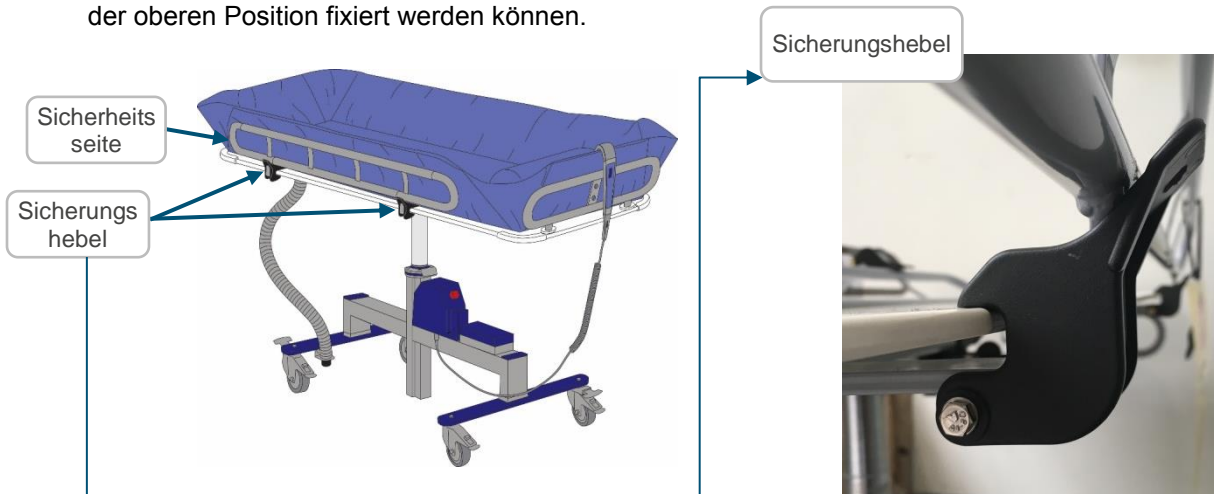 der oberen Position fixiert werden können.
Sicherungshebel
Sicherheits
seite
Sicherungs
hebel